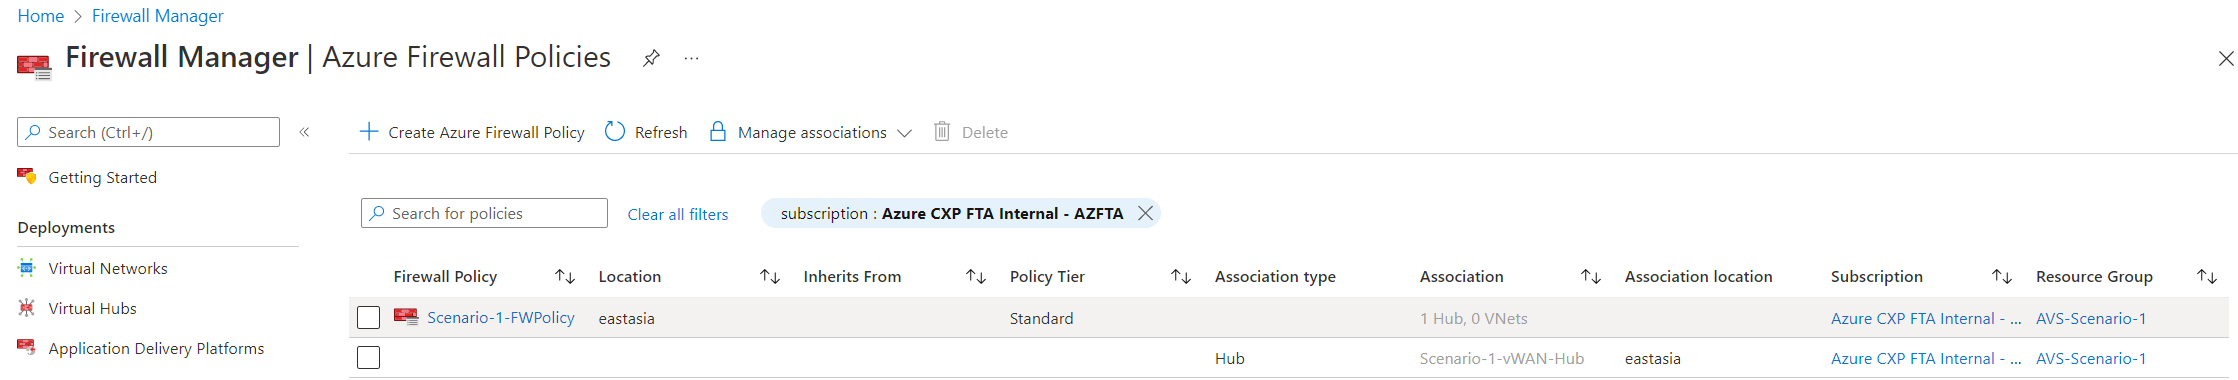 Home > Firewall Manager
Firewall Manager | Azure Firewall Policies ...
Search (Ctrl+/) «
Create Azure Firewall Policy Refresh Manage associations Delete
Getting Started
Search for policies Clear all filters subscription : Azure CXP FTA Internal - AZFTA
Deployments
Virtual Networks
Virtual Hubs
Application Delivery Platforms
Firewall Policy Location Inherits From Policy Tier Association type Association Association location Subscription Resource Group
Scenario-1-FWPolicy eastasia Standard 1 Hub, 0 VNets Azure CXP FTA Internal - ... AVS-Scenario-1
Hub Scenario-1-vWAN-Hub eastasia Azure CXP FTA Internal - ... AVS-Scenario-1